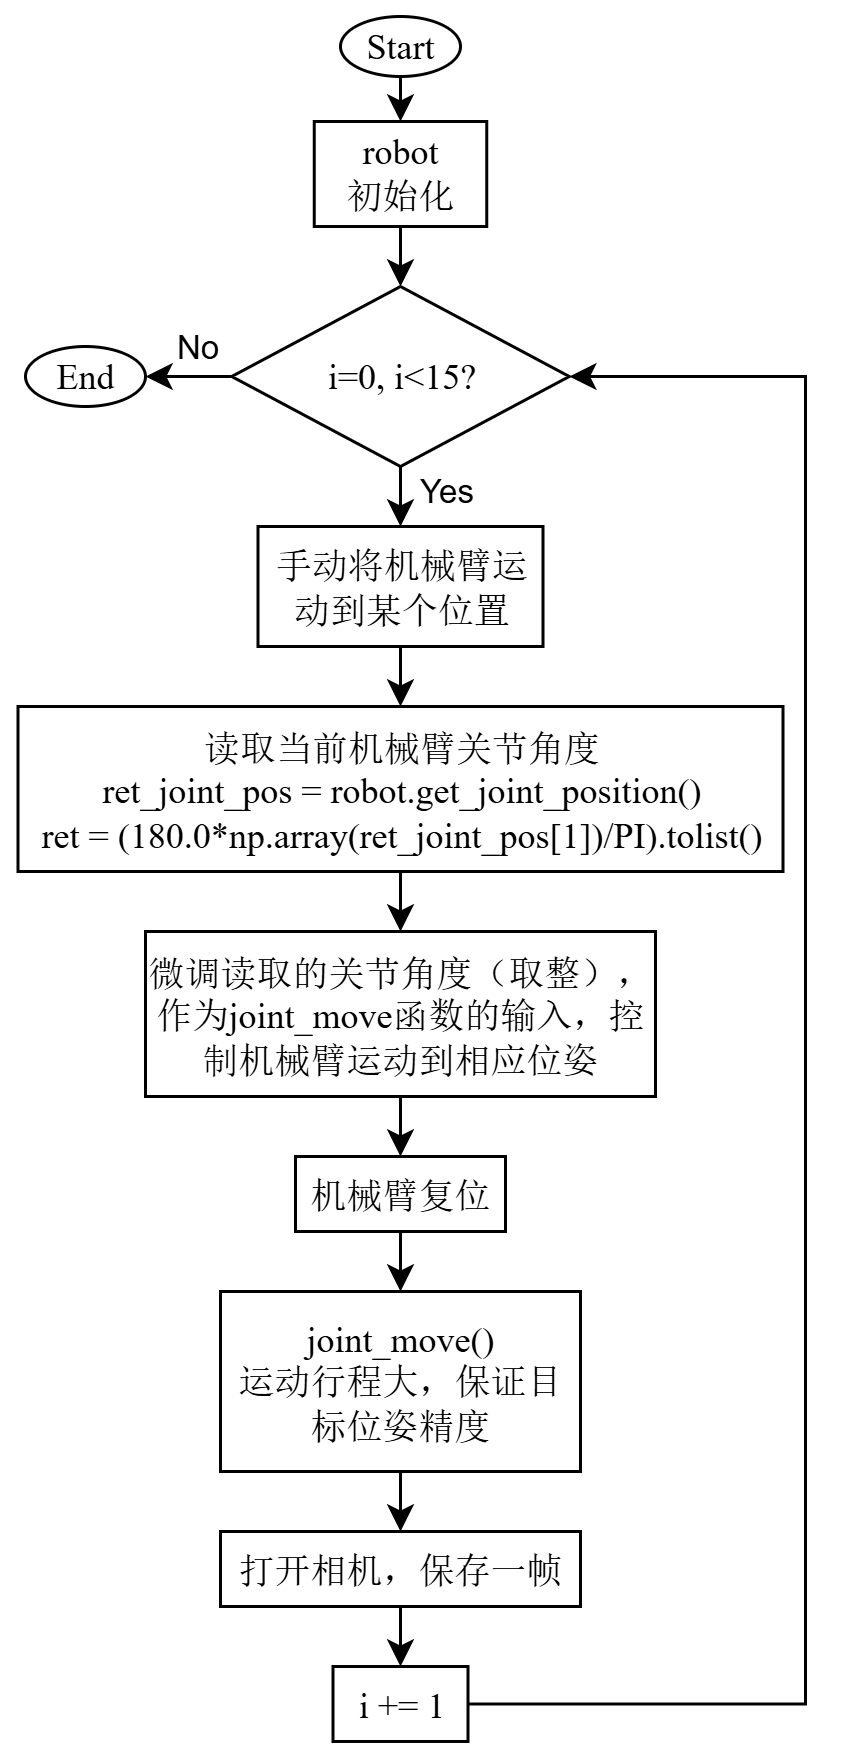 Start
robot
初始化
i=0, i<15?
No
End
Yes
手动将机械臂运
动到某个位置
读取当前机械臂关节角度
ret_joint_pos = robot.get_joint_position()
ret = (180.0*np.array(ret_joint_pos[1])/PI).tolist()
微调读取的关节角度（取整），
作为joint_move函数的输入，控
制机械臂运动到相应位姿
机械臂复位
joint_move()
运动行程大，保证目
标位姿精度
打开相机，保存一帧
i += 1